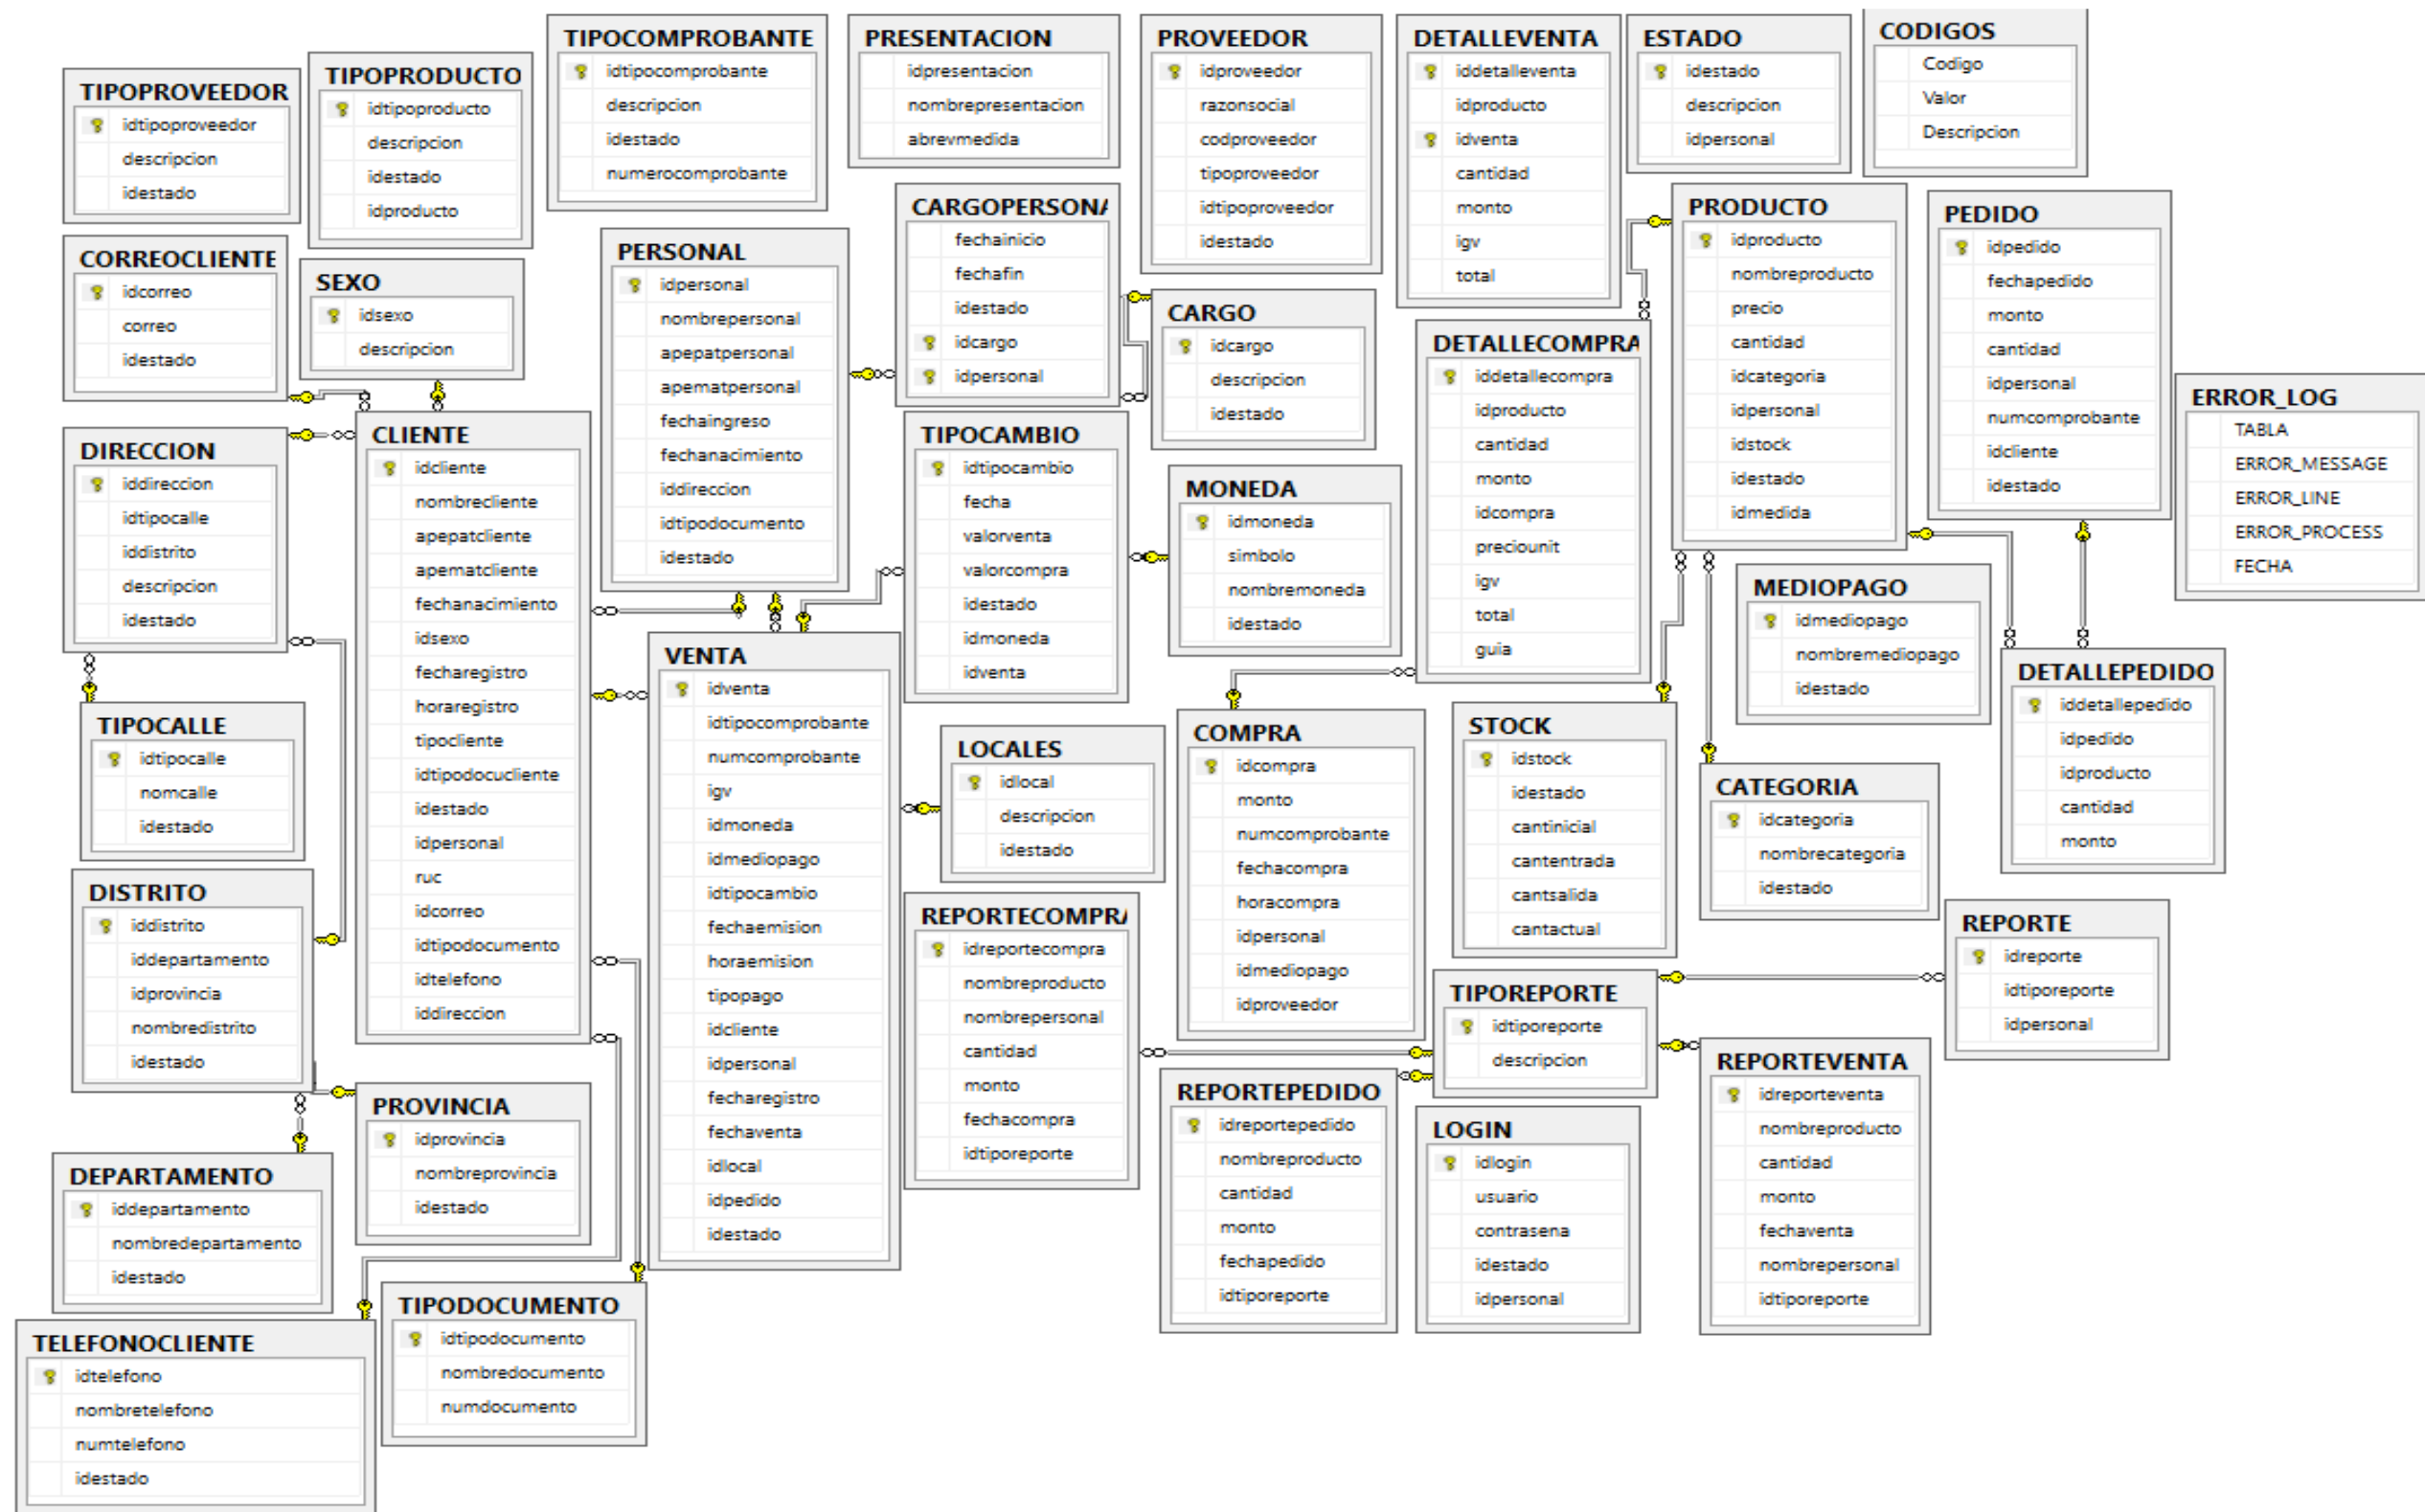 TIPOPROVEEDOR
idtipoproveedor
descripcion
idestado
TIPOPRODUCTO
idtipoproducto
descripcion
idestado
idproducto
TIPOCOMPROBANTE
idtipocomprobante
descripcion
idestado
numerocomprobante
PRESENTACION
idpresentacion
nombrepresentacion
abrevmedida
PROVEEDOR
idproveedor
razonsocial
codproveedor
tipoproveedor
idtipoproveedor
idestado
DETALLEVENTA
iddetalleventa
idproducto
idventa
cantidad
monto
igv
total
ESTADO
idestado
descripcion
idpersonal
CODIGOS
Codigo
Valor
Descripcion
CORREOCLIENTE
idcorreo
correo
idestado
SEXO
idsexo
descripcion
PERSONAL
idpersonal
nombrepersonal
apepatpersonal
apematpersonal
fechaingreso
fechanacimiento
iddireccion
idtipodocumento
idestado
CARGOPERSONA
fechainicio
fechafin
idestado
idcargo
idpersonal
CARGO
idcargo
descripcion
idestado
DETALLECOMPRA
iddetallecompra
idproducto
cantidad
monto
idcompra
preciounit
igv
total
guia
PRODUCTO
idproducto
nombreproducto
precio
cantidad
idcategoria
idpersonal
idstock
idestado
idmedida
PEDIDO
idpedido
fechapedido
monto
cantidad
idpersonal
numcomprobante
idcliente
idestado
ERROR_LOG
TABLA
ERROR_MESSAGE
ERROR_LINE
ERROR_PROCESS
FECHA
DIRECCION
iddireccion
idtipocalle
iddistrito
descripcion
idestado
CLIENTE
idcliente
nombrecliente
apepatcliente
apematcliente
fechanacimiento
idsexo
fecharegistro
horaregistro
tipocliente
idtipodocucliente
idestado
idpersonal
ruc
idcorreo
idtipodocumento
idtelefono
iddireccion
TIPOCAMBIO
idtipocambio
fecha
valorventa
valorcompra
idestado
idmoneda
idventa
MONEDA
idmoneda
simbolo
nombremoneda
idestado
MEDIOPAGO
idmediopago
nombremediopago
idestado
DETALLEPEDIDO
iddetallepedido
idpedido
idproducto
cantidad
monto
TIPOCALLE
idtipocalle
nomcalle
idestado
VENTA
idventa
idtipocomprobante
numcomprobante
igv
idmoneda
idmediopago
idtipocambio
fechaemision
horaemision
tipopago
idcliente
idpersonal
fecharegistro
fechaventa
idlocal
idpedido
idestado
LOCALES
idlocal
descripcion
idestado
COMPRA
idcompra
monto
numcomprobante
fechacompra
horacompra
idpersonal
idmediopago
idproveedor
STOCK
idstock
idestado
cantinicial
cantentrada
cantsalida
cantactual
CATEGORIA
idcategoria
nombrecategoria
idestado
DISTRITO
iddistrito
iddepartamento
idprovincia
nombredistrito
idestado
REPORTECOMPRA
idreportecompra
nombreproducto
nombrepersonal
cantidad
monto
fechacompra
idtiporeporte
TIPOREPORTE
idtiporeporte
descripcion
REPORTE
idreporte
idtiporeporte
idpersonal
PROVINCIA
idprovincia
nombreprovincia
idestado
REPORTEPEDIDO
idreportepedido
nombreproducto
cantidad
monto
fechapedido
idtiporeporte
LOGIN
idlogin
usuario
contrasena
idestado
idpersonal
REPORTEVENTA
idreporteventa
nombreproducto
cantidad
monto
fechaventa
nombrepersonal
idtiporeporte
DEPARTAMENTO
iddepartamento
nombredepartamento
idestado
TIPODOCUMENTO
idtipodocumento
nombredocumento
numdocumento
TELEFONOCLIENTE
idtelefono
nombretelefono
numtelefono
idestado